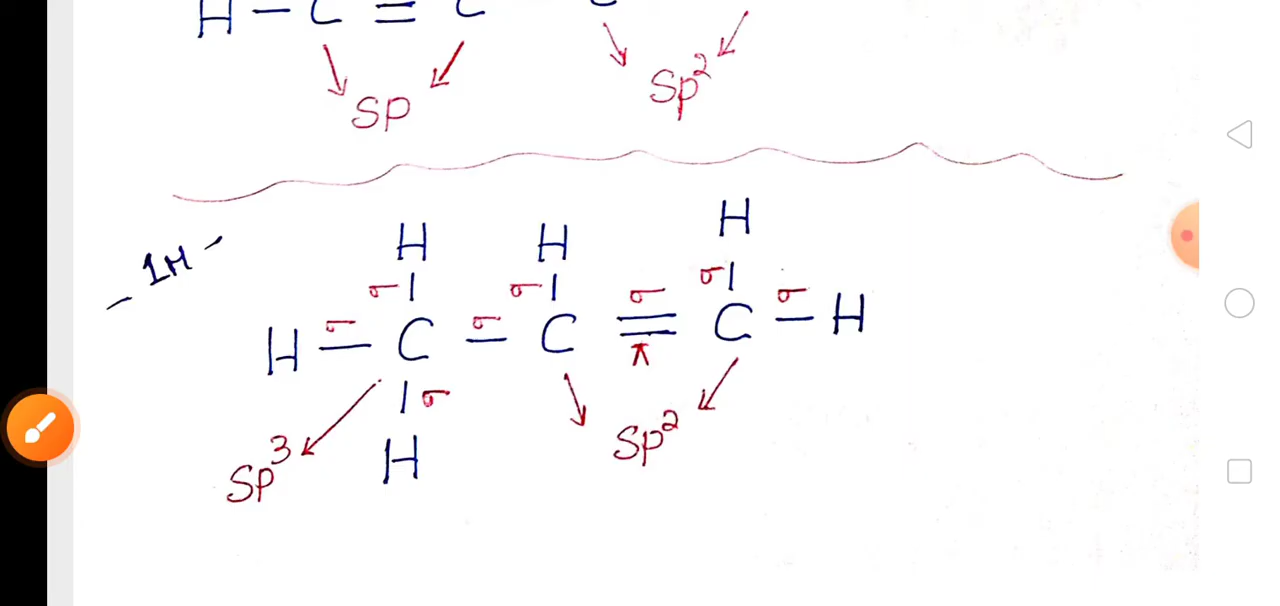 H - C ≡ C C
SP Sp²
- 1H -
H H H
σ σ σ σ
H - C - C = C - H
σ σ σ π
σ
H
Sp³ Sp²